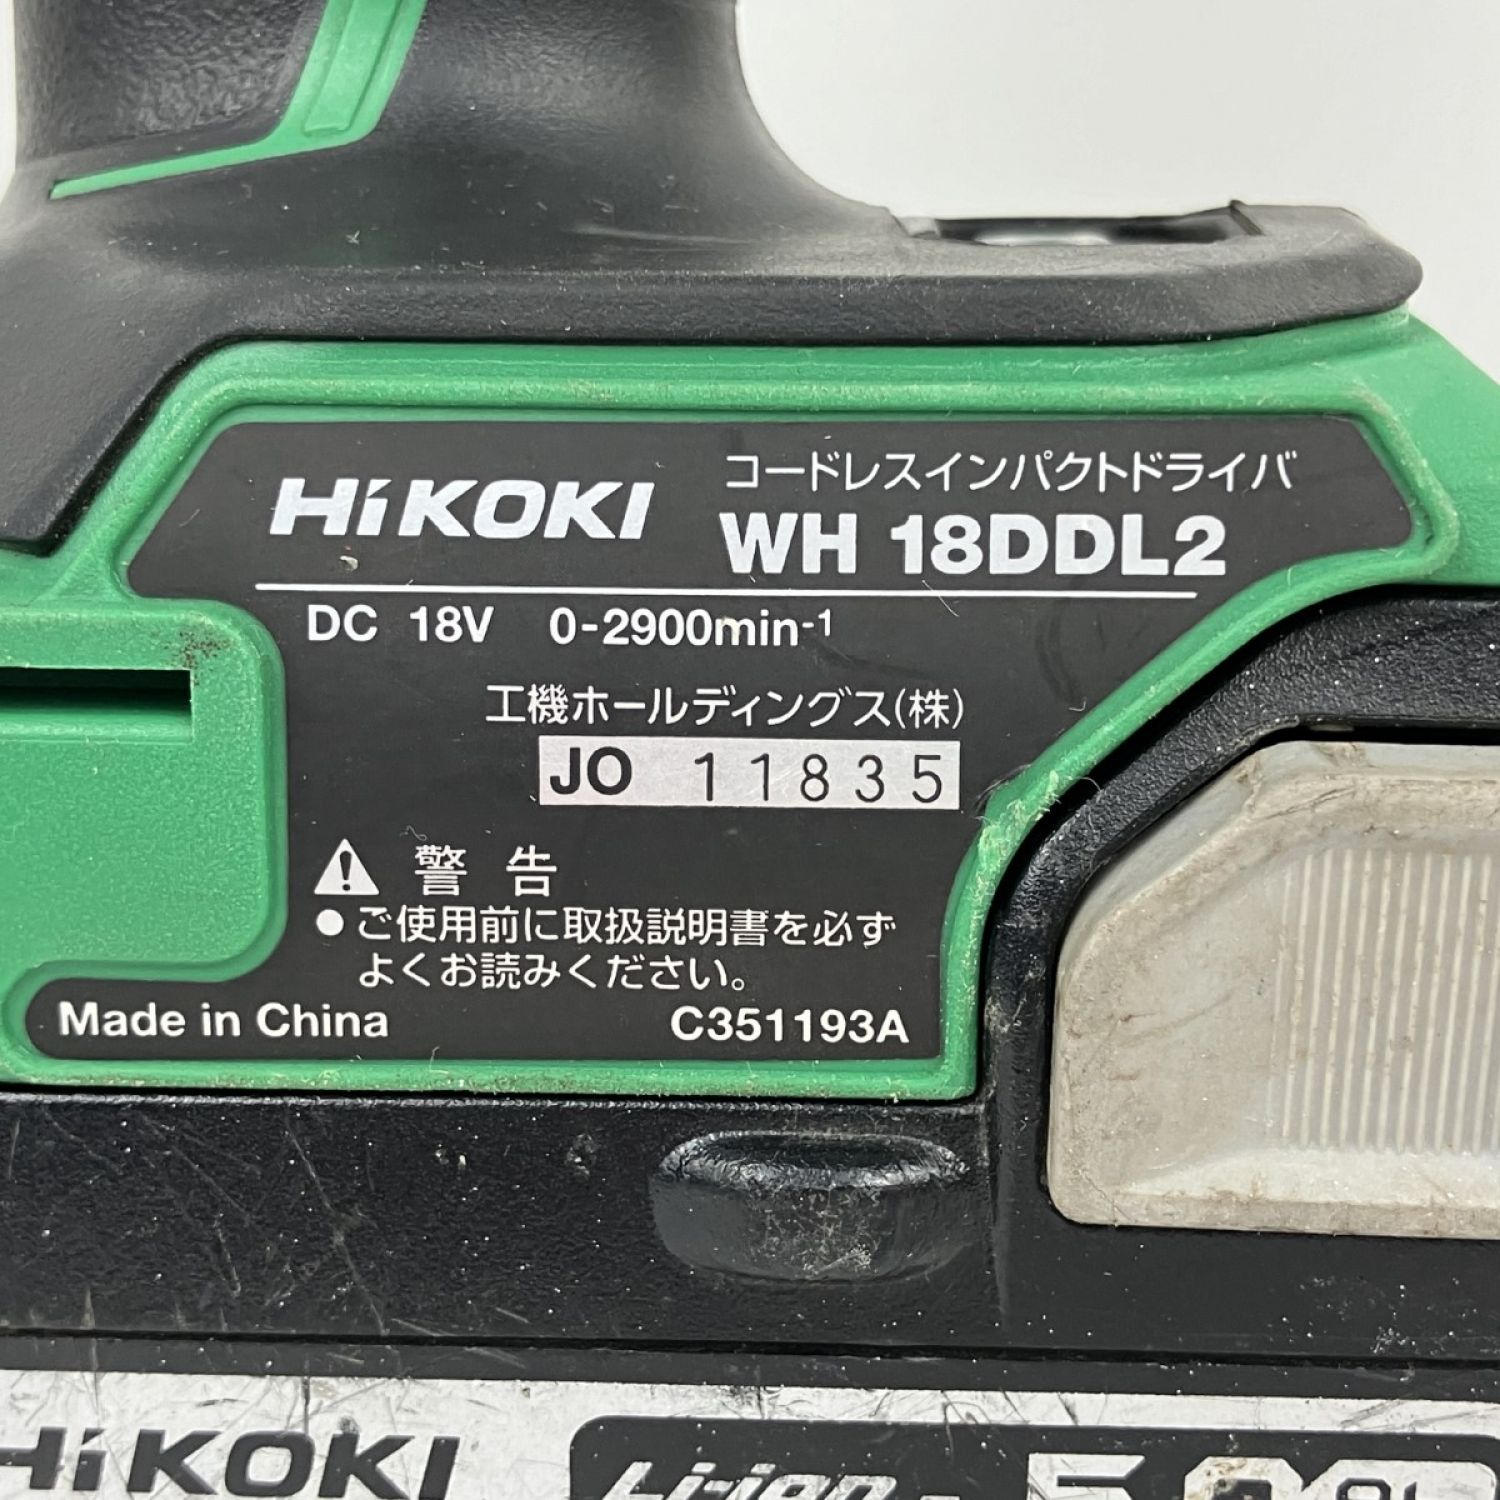 HiKOKI
コードレスインパクトドライバ
WH 18DDL2
DC 18V 0-2900min-1
工機ホールディングス(株)
JO 11835
警告
●ご使用前に取扱説明書を必ず
よくお読みください。
Made in China C351193A
HiKOKI Li-ion